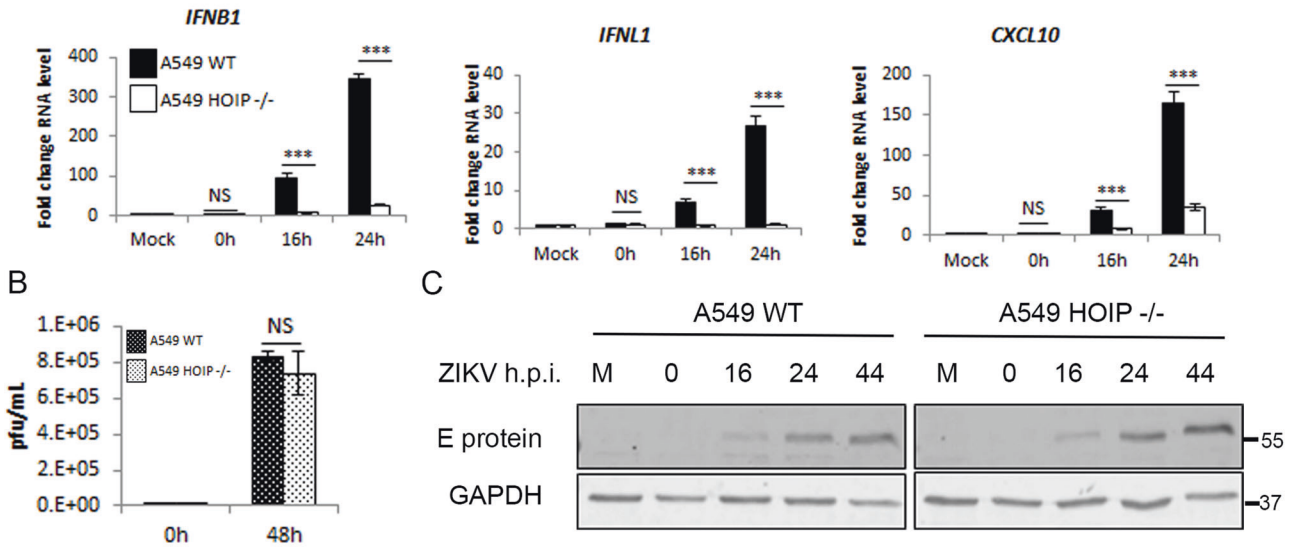 IFNB1
Fold change RNA level
400
300
200
100
0
A549 WT
A549 HOIP -/-
NS
***
***
Mock 0h 16h 24h
IFNL1
Fold change RNA level
40
30
20
10
0
NS
***
***
Mock 0h 16h 24h
CXCL10
Fold change RNA level
200
150
100
50
0
NS
***
***
Mock 0h 16h 24h
B
pfu/mL
1.E+06
8.E+05
6.E+05
4.E+05
2.E+05
0.E+00
A549 WT
A549 HOIP -/-
NS
0h 48h
C
A549 WT A549 HOIP -/-
ZIKV h.p.i. M 0 16 24 44 M 0 16 24 44
E protein 55
GAPDH 37